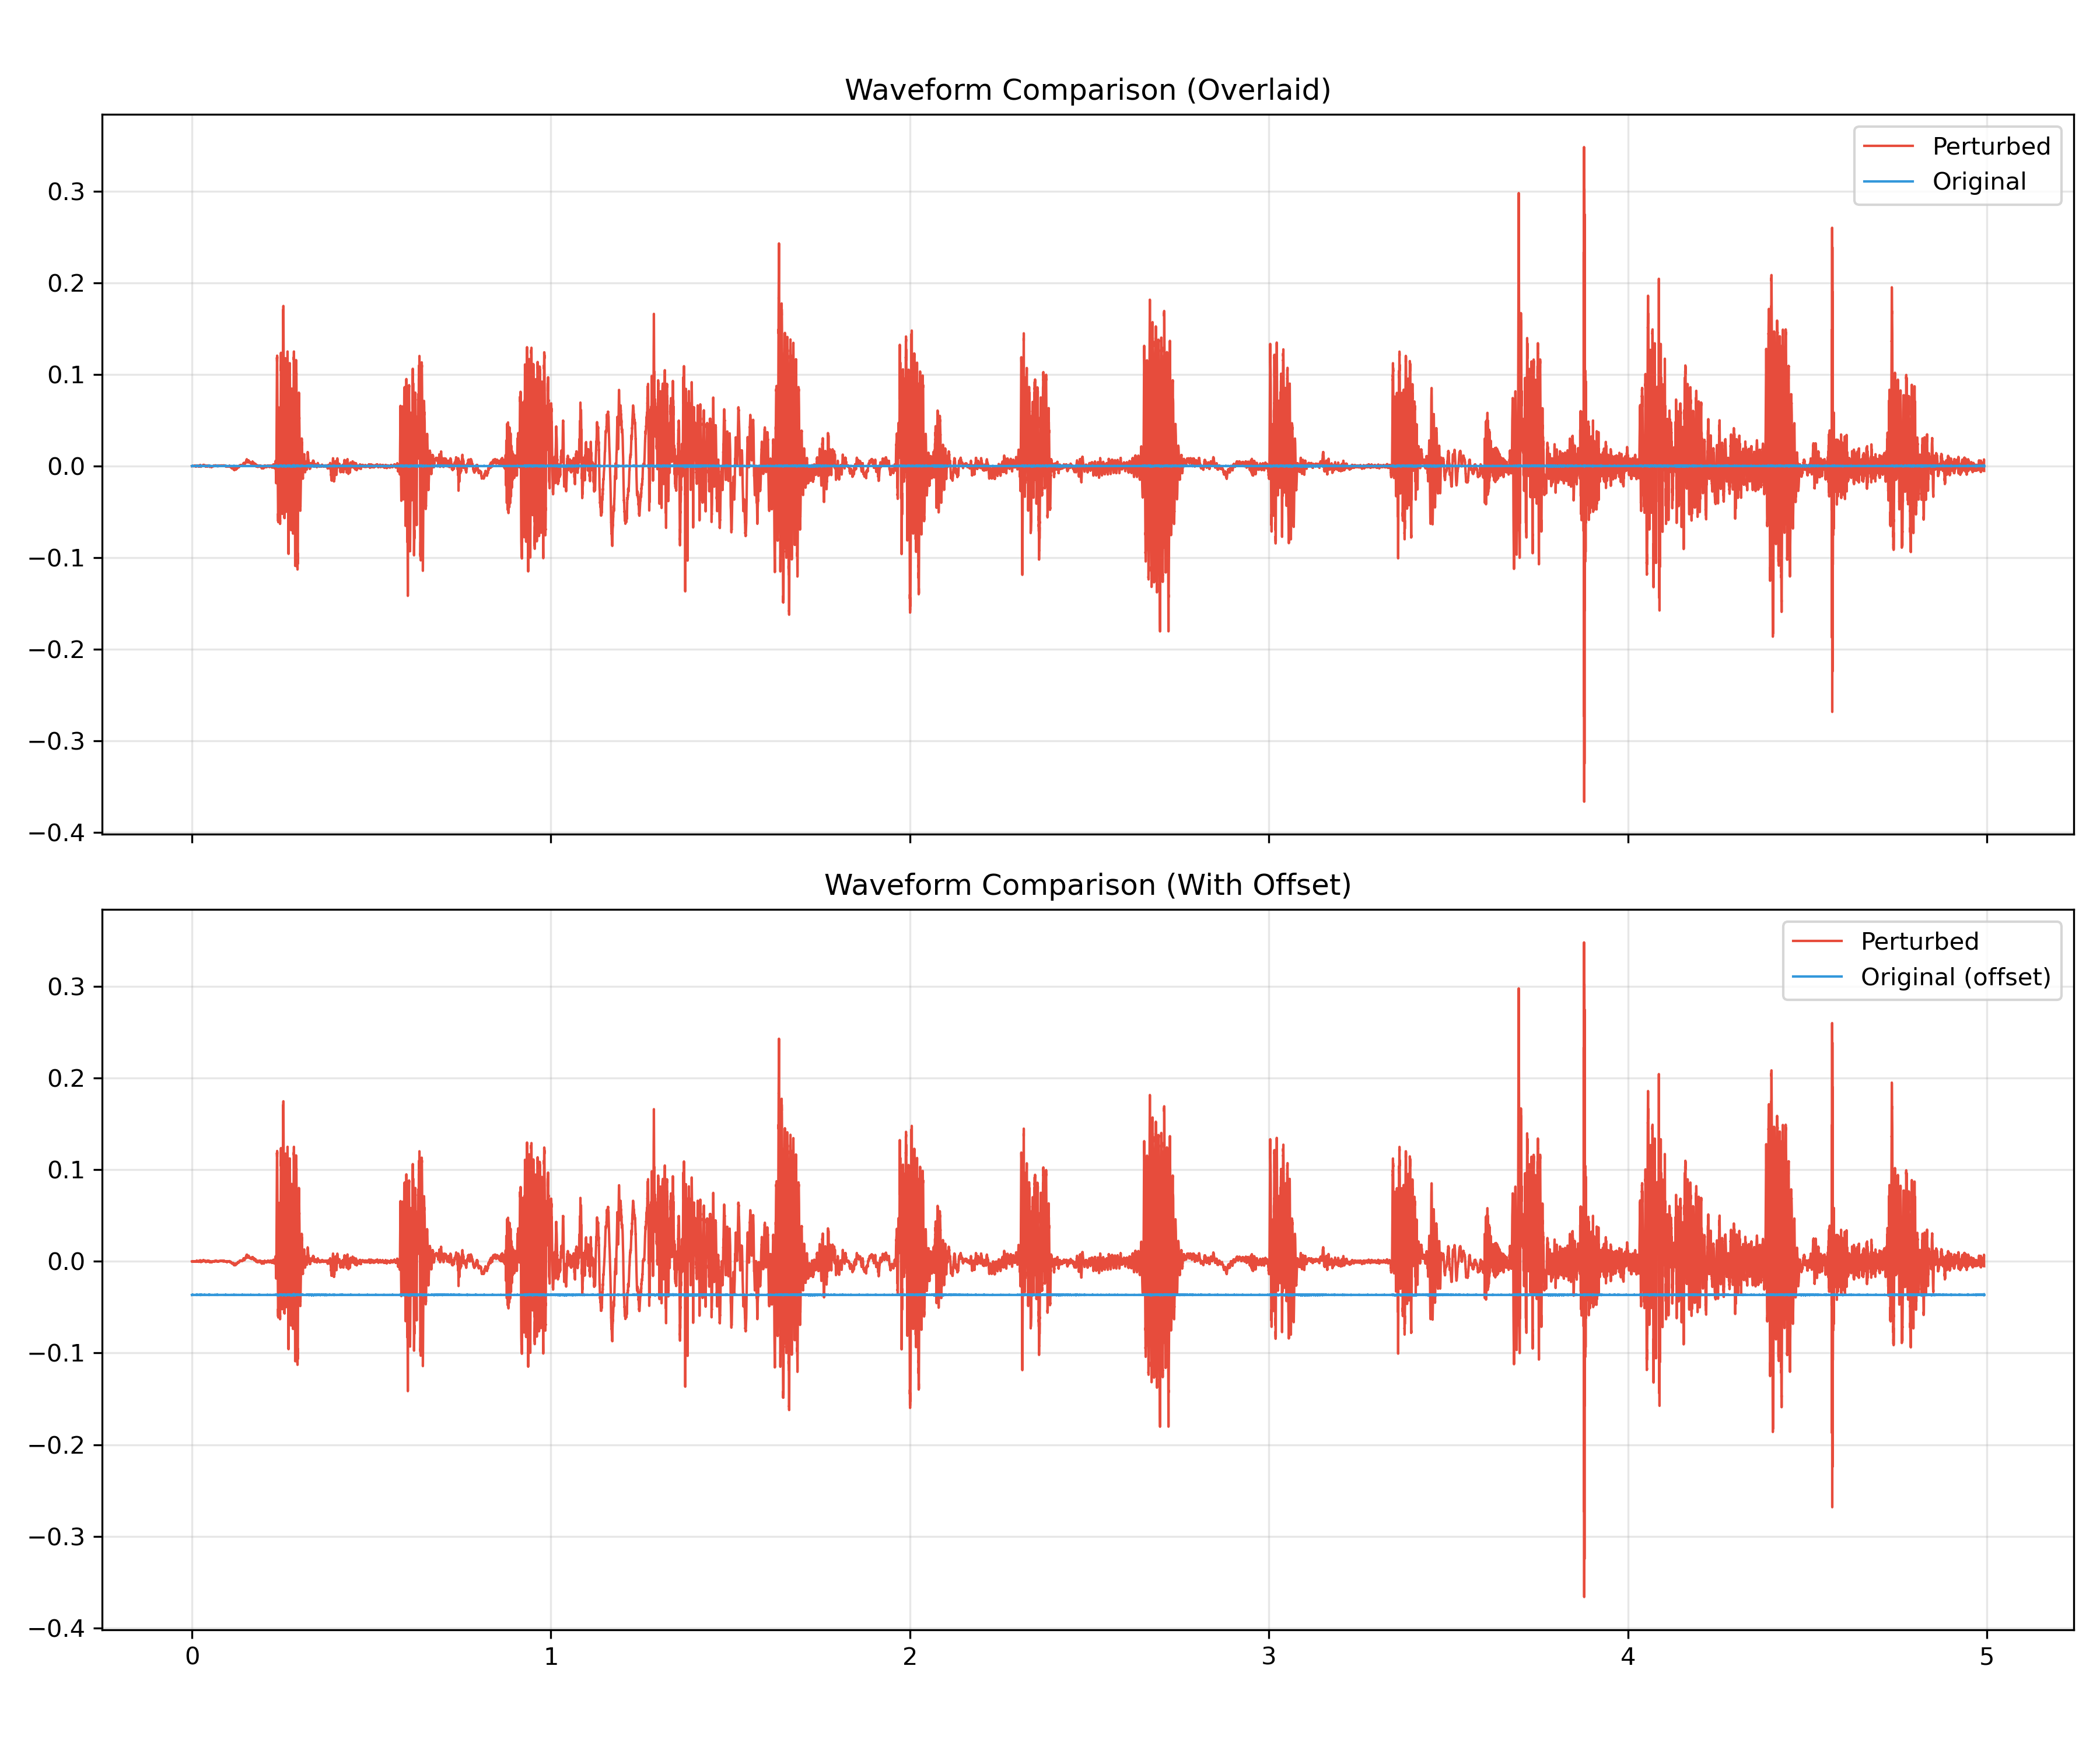 Waveform Comparison (Overlaid)
Perturbed
Original
0.3
0.2
0.1
0.0
−0.1
−0.2
−0.3
−0.4
Waveform Comparison (With Offset)
Perturbed
Original (offset)
0.3
0.2
0.1
0.0
−0.1
−0.2
−0.3
−0.4
0 1 2 3 4 5